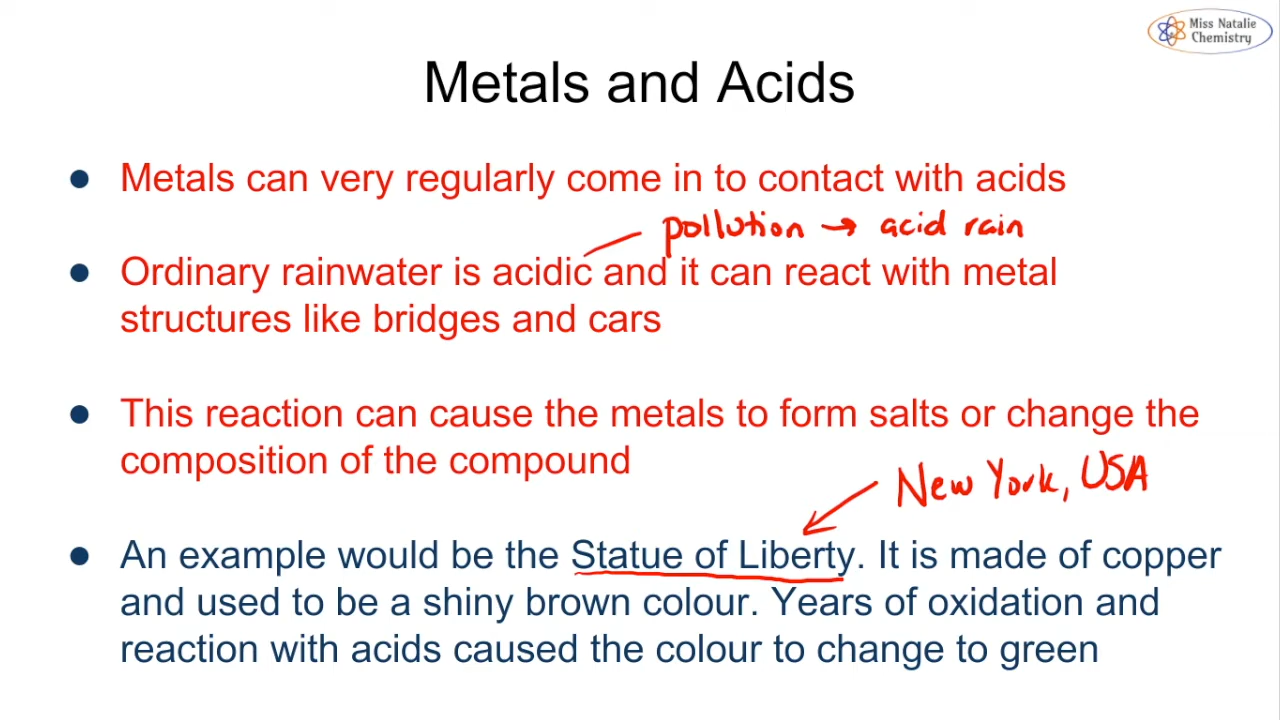 Miss Natalie
Chemistry
Metals and Acids
● Metals can very regularly come in to contact with acids
pollution → acid rain
● Ordinary rainwater is acidic and it can react with metal
structures like bridges and cars
● This reaction can cause the metals to form salts or change the
composition of the compound
New York, USA
● An example would be the Statue of Liberty. It is made of copper
and used to be a shiny brown colour. Years of oxidation and
reaction with acids caused the colour to change to green